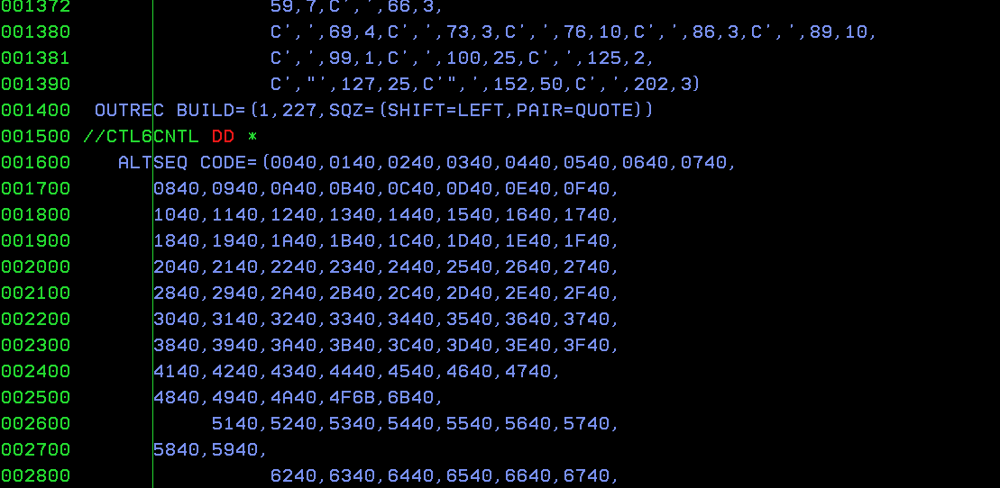 001372                 59,7,C',',66,3,
001380                 C',',69,4,C',',73,3,C',',76,10,C',',86,3,C',',89,10,
001381                 C',',99,1,C',',100,25,C',',125,2,
001390                 C',"',127,25,C'",',152,50,C',',202,3)
001400  OUTREC BUILD=(1,227,SQZ=(SHIFT=LEFT,PAIR=QUOTE))
001500 //CTL6CNTL DD *
001600    ALTSEQ CODE=(0040,0140,0240,0340,0440,0540,0640,0740,
001700       0840,0940,0A40,0B40,0C40,0D40,0E40,0F40,
001800       1040,1140,1240,1340,1440,1540,1640,1740,
001900       1840,1940,1A40,1B40,1C40,1D40,1E40,1F40,
002000       2040,2140,2240,2340,2440,2540,2640,2740,
002100       2840,2940,2A40,2B40,2C40,2D40,2E40,2F40,
002200       3040,3140,3240,3340,3440,3540,3640,3740,
002300       3840,3940,3A40,3B40,3C40,3D40,3E40,3F40,
002400       4140,4240,4340,4440,4540,4640,4740,
002500       4840,4940,4A40,4F6B,6B40,
002600            5140,5240,5340,5440,5540,5640,5740,
002700       5840,5940,
002800                 6240,6340,6440,6540,6640,6740,